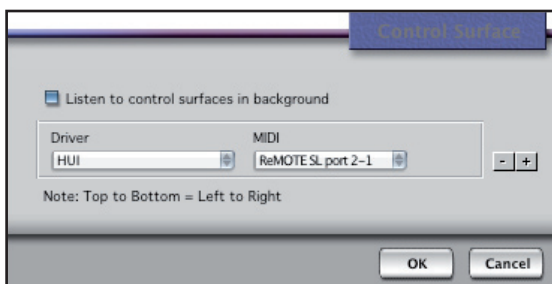 Control Surface
Listen to control surfaces in background
Driver MIDI
HUI ReMOTE SL port 2-1 - +
Note: Top to Bottom = Left to Right
OK Cancel